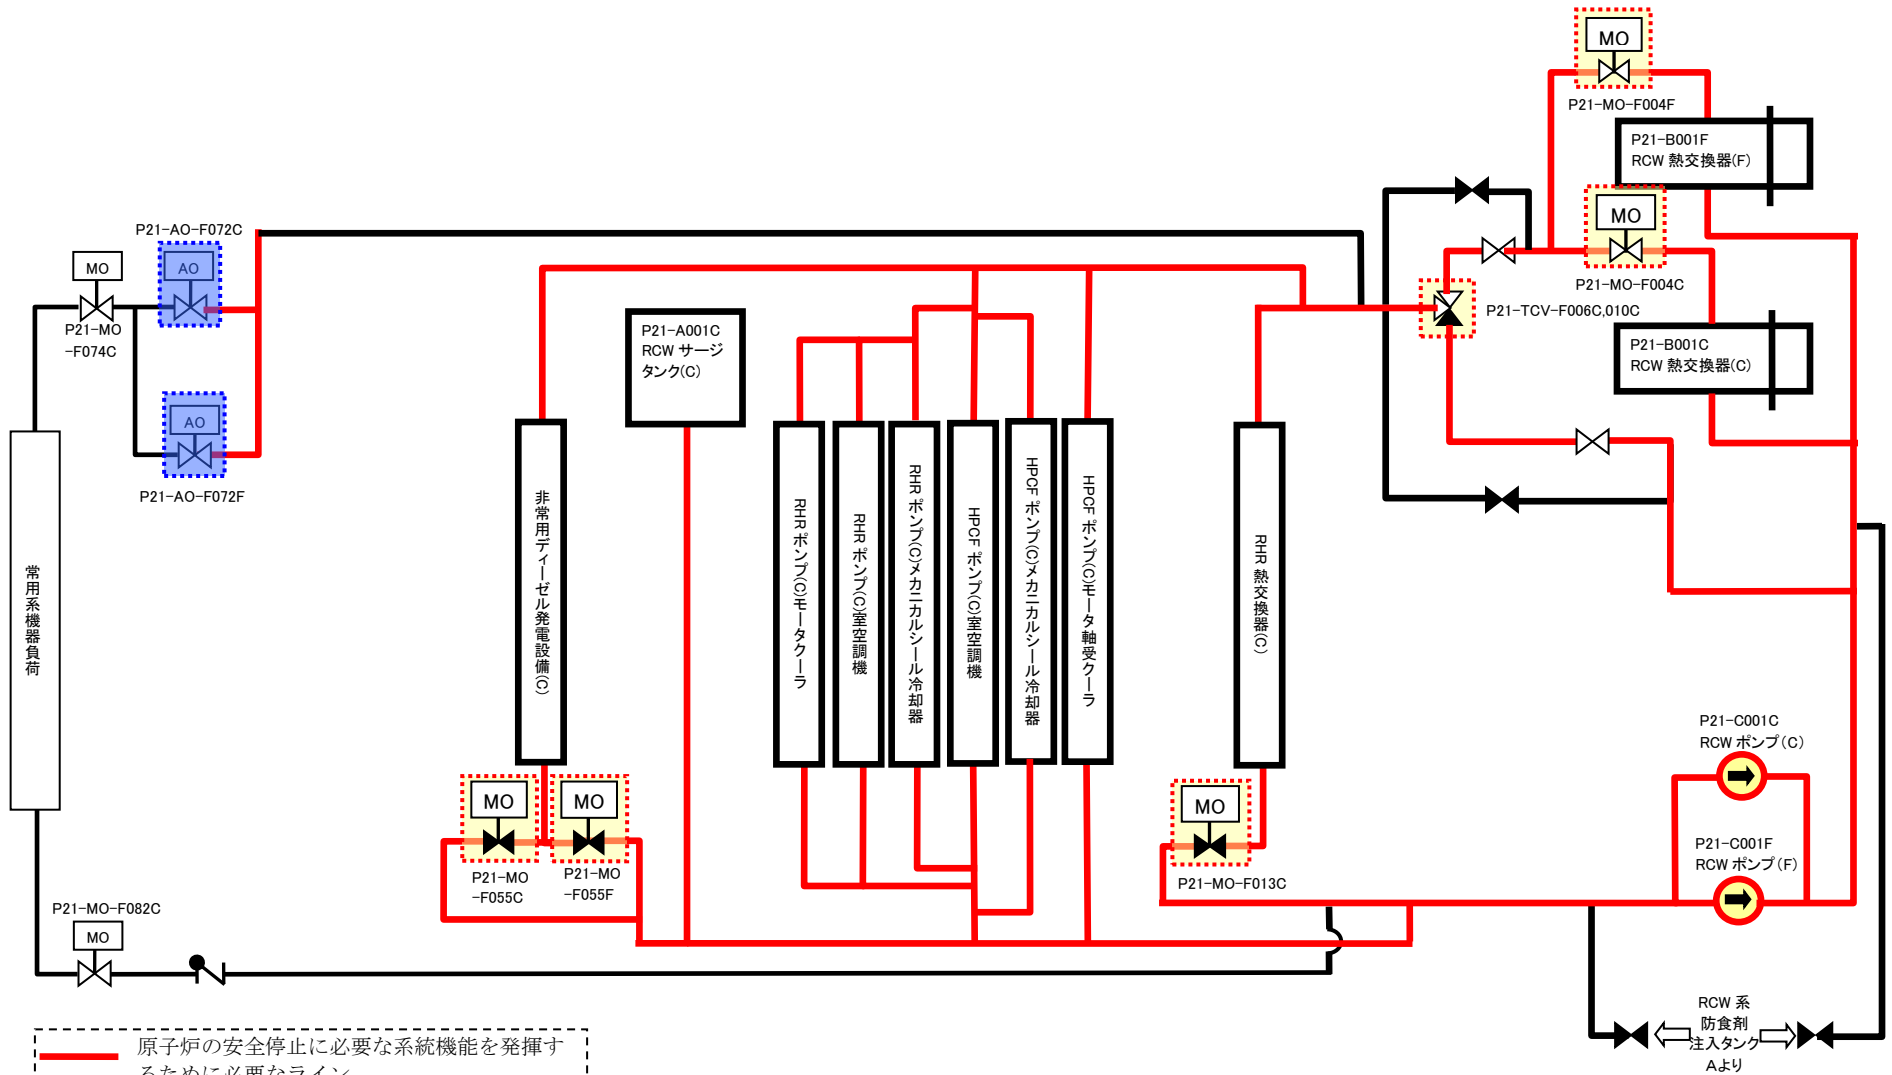 MO
P21-MO-F004F
P21-B001F
RCW 熱交換器(F)
MO
P21-MO-F004C
P21-TCV-F006C,010C
P21-B001C
RCW 熱交換器(C)
P21-AO-F072C
MO
AO
P21-MO
-F074C
AO
P21-AO-F072F
P21-A001C
RCW サージ
タンク(C)
常用系機器負荷
非常用ディーゼル発電設備(C)
RHR ポンプ(C)モータクーラ
RHR ポンプ(C)室空調機
RHR ポンプ(C)メカニカルシール冷却器
HPCF ポンプ(C)室空調機
HPCF ポンプ(C)メカニカルシール冷却器
HPCF ポンプ(C)モータ軸受クーラ
RHR 熱交換器(C)
MO
MO
P21-MO
-F055C
P21-MO
-F055F
MO
P21-MO-F013C
P21-C001C
RCW ポンプ(C)
P21-C001F
RCW ポンプ(F)
P21-MO-F082C
MO
RCW 系
防食剤
注入タンク
Aより
原子炉の安全停止に必要な系統機能を発揮す
るために必要なライン